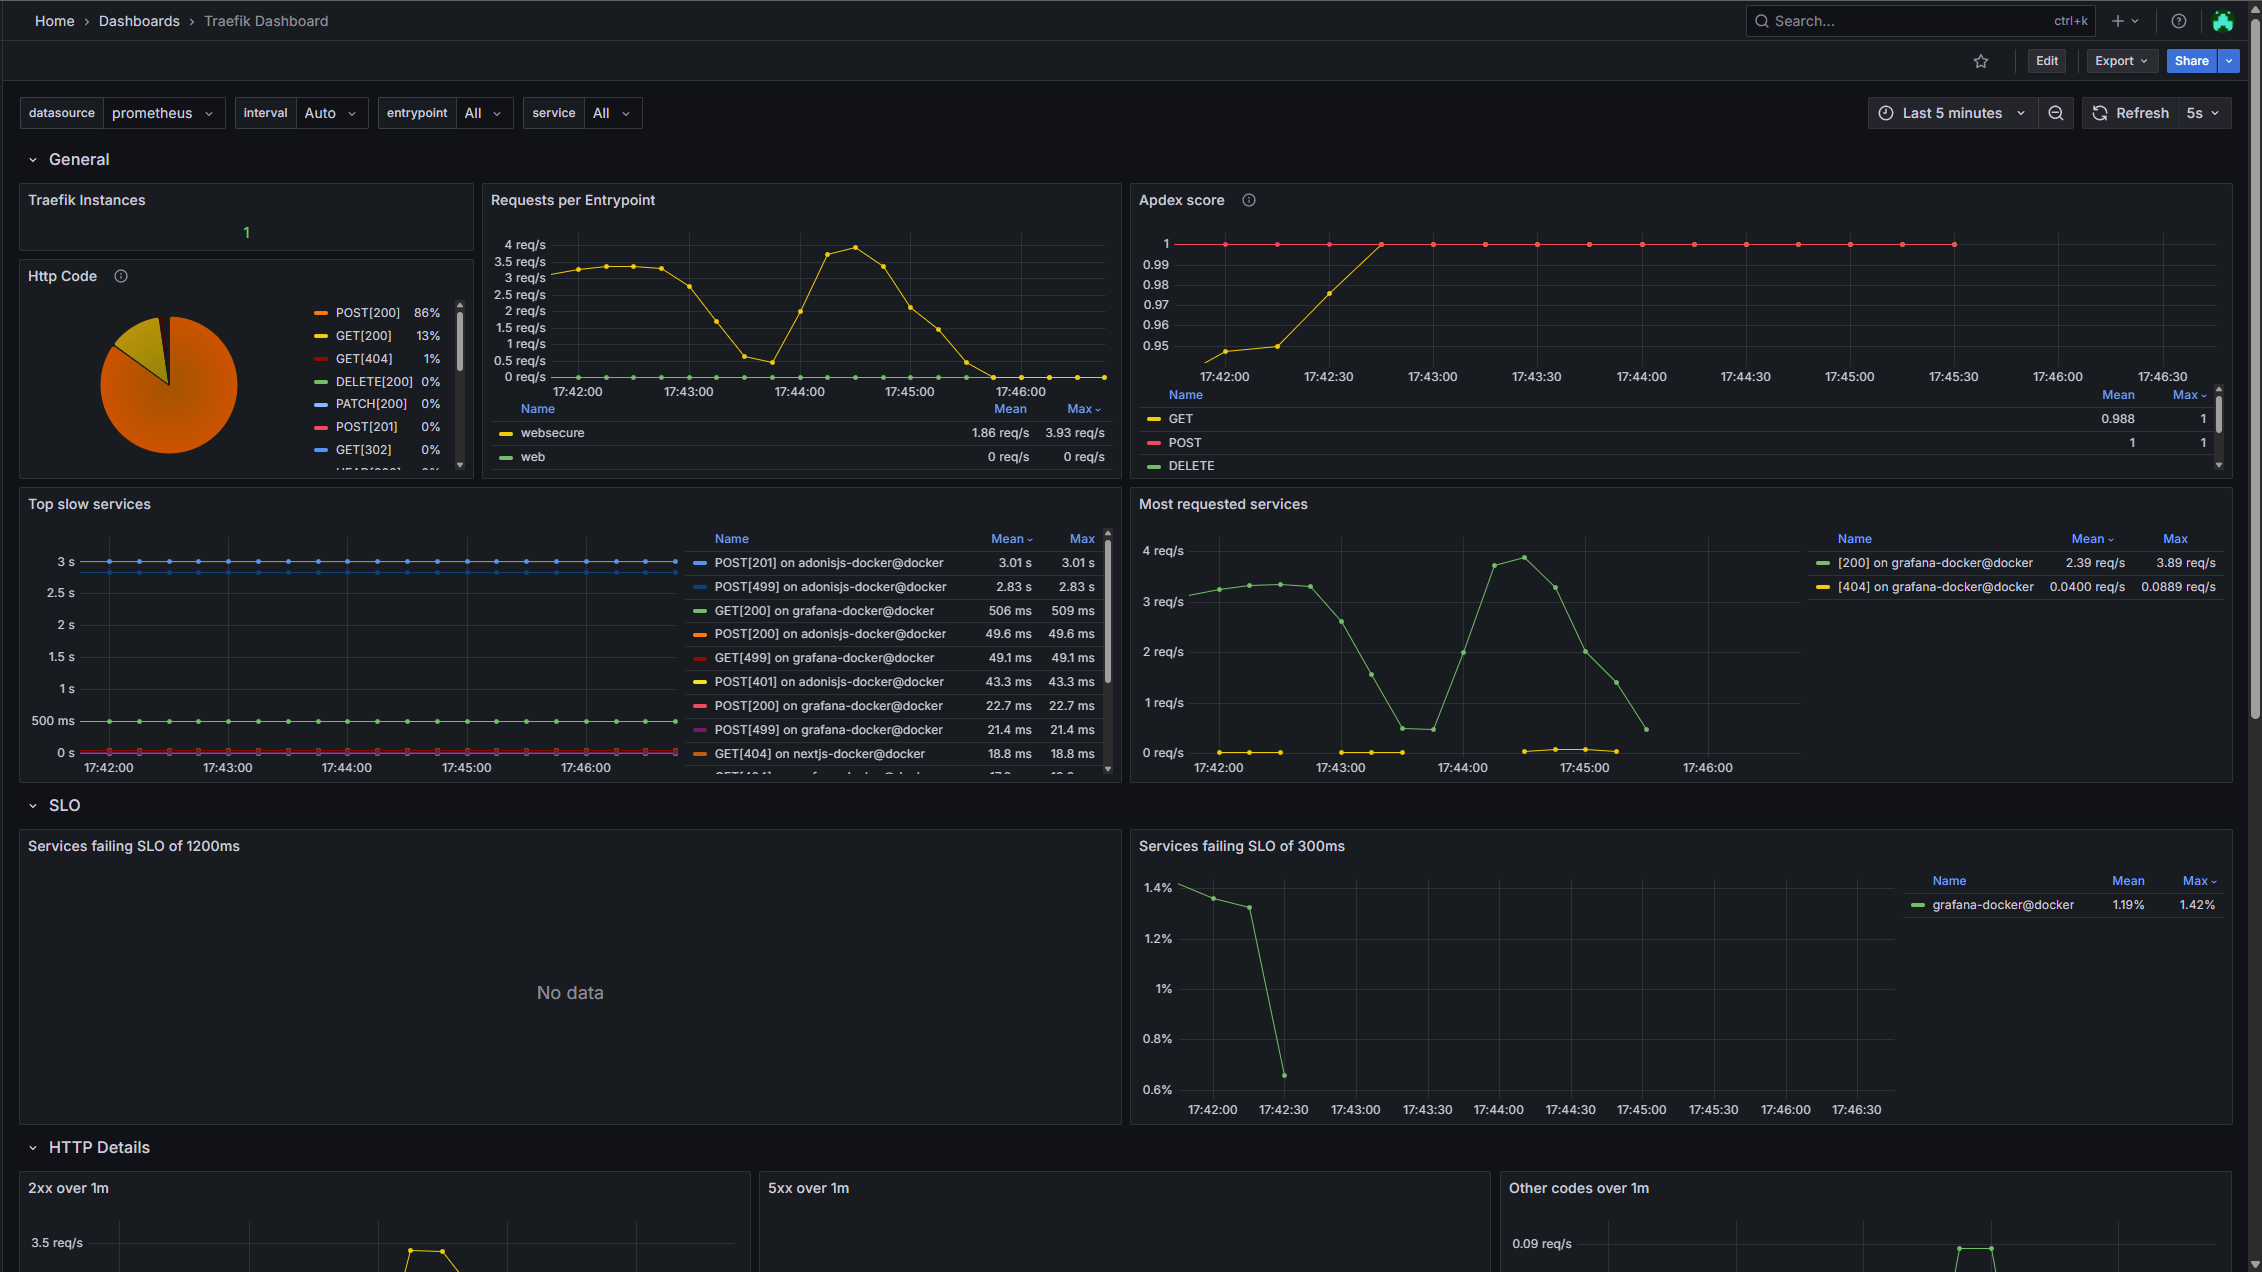 Home › Dashboards › Traefik Dashboard
Search... ctrl+k
Edit Export Share
datasource prometheus interval Auto entrypoint All service All
Last 5 minutes Refresh 5s
General
Traefik Instances
1
Http Code
POST[200] 86%
GET[200] 13%
GET[404] 1%
DELETE[200] 0%
PATCH[200] 0%
POST[201] 0%
GET[302] 0%
Requests per Entrypoint
4 req/s
3.5 req/s
3 req/s
2.5 req/s
2 req/s
1.5 req/s
1 req/s
0.5 req/s
0 req/s
17:42:00 17:43:00 17:44:00 17:45:00 17:46:00
Name Mean Max
websecure 1.86 req/s 3.93 req/s
web 0 req/s 0 req/s
Apdex score
1
0.99
0.98
0.97
0.96
0.95
17:42:00 17:42:30 17:43:00 17:43:30 17:44:00 17:44:30 17:45:00 17:45:30 17:46:00 17:46:30
Name Mean Max
GET 0.988 1
POST 1 1
DELETE
Top slow services
3 s
2.5 s
2 s
1.5 s
1 s
500 ms
0 s
17:42:00 17:43:00 17:44:00 17:45:00 17:46:00
Name Mean Max
POST[201] on adonisjs-docker@docker 3.01 s 3.01 s
POST[499] on adonisjs-docker@docker 2.83 s 2.83 s
GET[200] on grafana-docker@docker 506 ms 509 ms
POST[200] on adonisjs-docker@docker 49.6 ms 49.6 ms
GET[499] on grafana-docker@docker 49.1 ms 49.1 ms
POST[401] on adonisjs-docker@docker 43.3 ms 43.3 ms
POST[200] on grafana-docker@docker 22.7 ms 22.7 ms
POST[499] on grafana-docker@docker 21.4 ms 21.4 ms
GET[404] on nextjs-docker@docker 18.8 ms 18.8 ms
Most requested services
4 req/s
3 req/s
2 req/s
1 req/s
0 req/s
17:42:00 17:43:00 17:44:00 17:45:00 17:46:00
Name Mean Max
[200] on grafana-docker@docker 2.39 req/s 3.89 req/s
[404] on grafana-docker@docker 0.0400 req/s 0.0889 req/s
SLO
Services failing SLO of 1200ms
No data
Services failing SLO of 300ms
1.4%
1.2%
1%
0.8%
0.6%
17:42:00 17:42:30 17:43:00 17:43:30 17:44:00 17:44:30 17:45:00 17:45:30 17:46:00 17:46:30
Name Mean Max
grafana-docker@docker 1.19% 1.42%
HTTP Details
2xx over 1m
3.5 req/s
5xx over 1m
Other codes over 1m
0.09 req/s